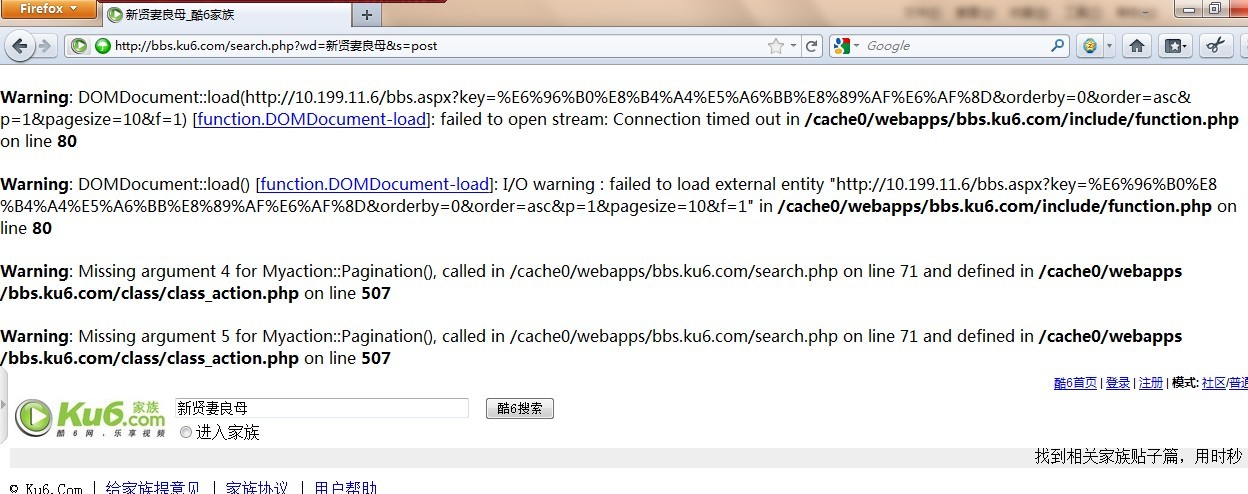 Firefox
新贤妻良母_酷6家族
http://bbs.ku6.com/search.php?wd=新贤妻良母&s=post
Google
Warning: DOMDocument::load(http://10.199.11.6/bbs.aspx?key=%E6%96%B0%E8%B4%A4%E5%A6%BB%E8%89%AF%E6%AF%8D&orderby=0&order=asc&
p=1&pagesize=10&f=1) [function.DOMDocument-load]: failed to open stream: Connection timed out in /cache0/webapps/bbs.ku6.com/include/function.php
on line 80
Warning: DOMDocument::load() [function.DOMDocument-load]: I/O warning : failed to load external entity "http://10.199.11.6/bbs.aspx?key=%E6%96%B0%E8
%B4%A4%E5%A6%BB%E8%89%AF%E6%AF%8D&orderby=0&order=asc&p=1&pagesize=10&f=1" in /cache0/webapps/bbs.ku6.com/include/function.php on
line 80
Warning: Missing argument 4 for Myaction::Pagination(), called in /cache0/webapps/bbs.ku6.com/search.php on line 71 and defined in /cache0/webapps
/bbs.ku6.com/class/class_action.php on line 507
Warning: Missing argument 5 for Myaction::Pagination(), called in /cache0/webapps/bbs.ku6.com/search.php on line 71 and defined in /cache0/webapps
/bbs.ku6.com/class/class_action.php on line 507
酷6首页 | 登录 | 注册 | 模式: 社区/普通
Ku6.com 家族
酷6网.乐享视频
新贤妻良母 酷6搜索
进入家族
找到相关家族贴子篇，用时秒
© Ku6.Com | 给家族提意见 | 家族协议 | 用户帮助